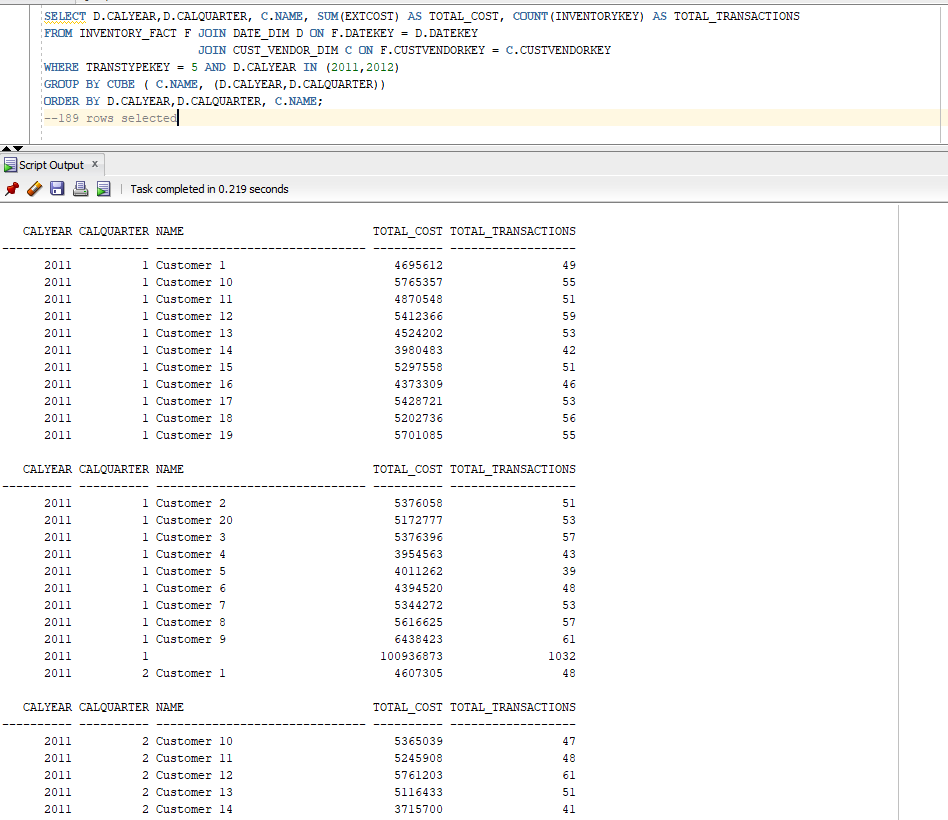 SELECT D.CALYEAR,D.CALQUARTER, C.NAME, SUM(EXTCOST) AS TOTAL_COST, COUNT(INVENTORYKEY) AS TOTAL_TRANSACTIONS
FROM INVENTORY_FACT F JOIN DATE_DIM D ON F.DATEKEY = D.DATEKEY
JOIN CUST_VENDOR_DIM C ON F.CUSTVENDORKEY = C.CUSTVENDORKEY
WHERE TRANSTYPEKEY = 5 AND D.CALYEAR IN (2011,2012)
GROUP BY CUBE ( C.NAME, (D.CALYEAR,D.CALQUARTER))
ORDER BY D.CALYEAR,D.CALQUARTER, C.NAME;
--189 rows selected
Script Output x
Task completed in 0.219 seconds
CALYEAR CALQUARTER NAME TOTAL_COST TOTAL_TRANSACTIONS
---------- ---------- ------------------------------ ---------- ------------------
2011 1 Customer 1 4695612 49
2011 1 Customer 10 5765357 55
2011 1 Customer 11 4870548 51
2011 1 Customer 12 5412366 59
2011 1 Customer 13 4524202 53
2011 1 Customer 14 3980483 42
2011 1 Customer 15 5297558 51
2011 1 Customer 16 4373309 46
2011 1 Customer 17 5428721 53
2011 1 Customer 18 5202736 56
2011 1 Customer 19 5701085 55
CALYEAR CALQUARTER NAME TOTAL_COST TOTAL_TRANSACTIONS
---------- ---------- ------------------------------ ---------- ------------------
2011 1 Customer 2 5376058 51
2011 1 Customer 20 5172777 53
2011 1 Customer 3 5376396 57
2011 1 Customer 4 3954563 43
2011 1 Customer 5 4011262 39
2011 1 Customer 6 4394520 48
2011 1 Customer 7 5344272 53
2011 1 Customer 8 5616625 57
2011 1 Customer 9 6438423 61
2011 1 100936873 1032
2011 2 Customer 1 4607305 48
CALYEAR CALQUARTER NAME TOTAL_COST TOTAL_TRANSACTIONS
---------- ---------- ------------------------------ ---------- ------------------
2011 2 Customer 10 5365039 47
2011 2 Customer 11 5245908 48
2011 2 Customer 12 5761203 61
2011 2 Customer 13 5116433 51
2011 2 Customer 14 3715700 41